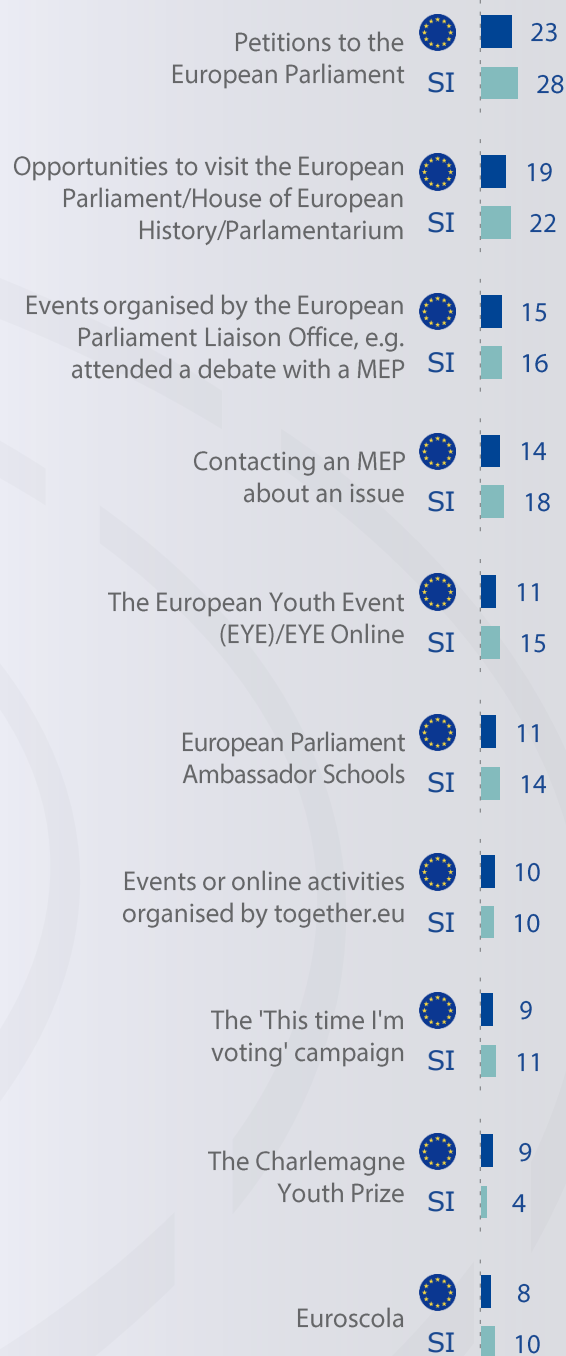 Petitions to the
European Parliament
23
SI
28
Opportunities to visit the European
Parliament/House of European
History/Parlamentarium
19
SI
22
Events organised by the European
Parliament Liaison Office, e.g.
attended a debate with a MEP
15
SI
16
Contacting an MEP
about an issue
14
SI
18
The European Youth Event
(EYE)/EYE Online
11
SI
15
European Parliament
Ambassador Schools
11
SI
14
Events or online activities
organised by together.eu
10
SI
10
The 'This time I'm
voting' campaign
9
SI
11
The Charlemagne
Youth Prize
9
SI
4
Euroscola
8
SI
10